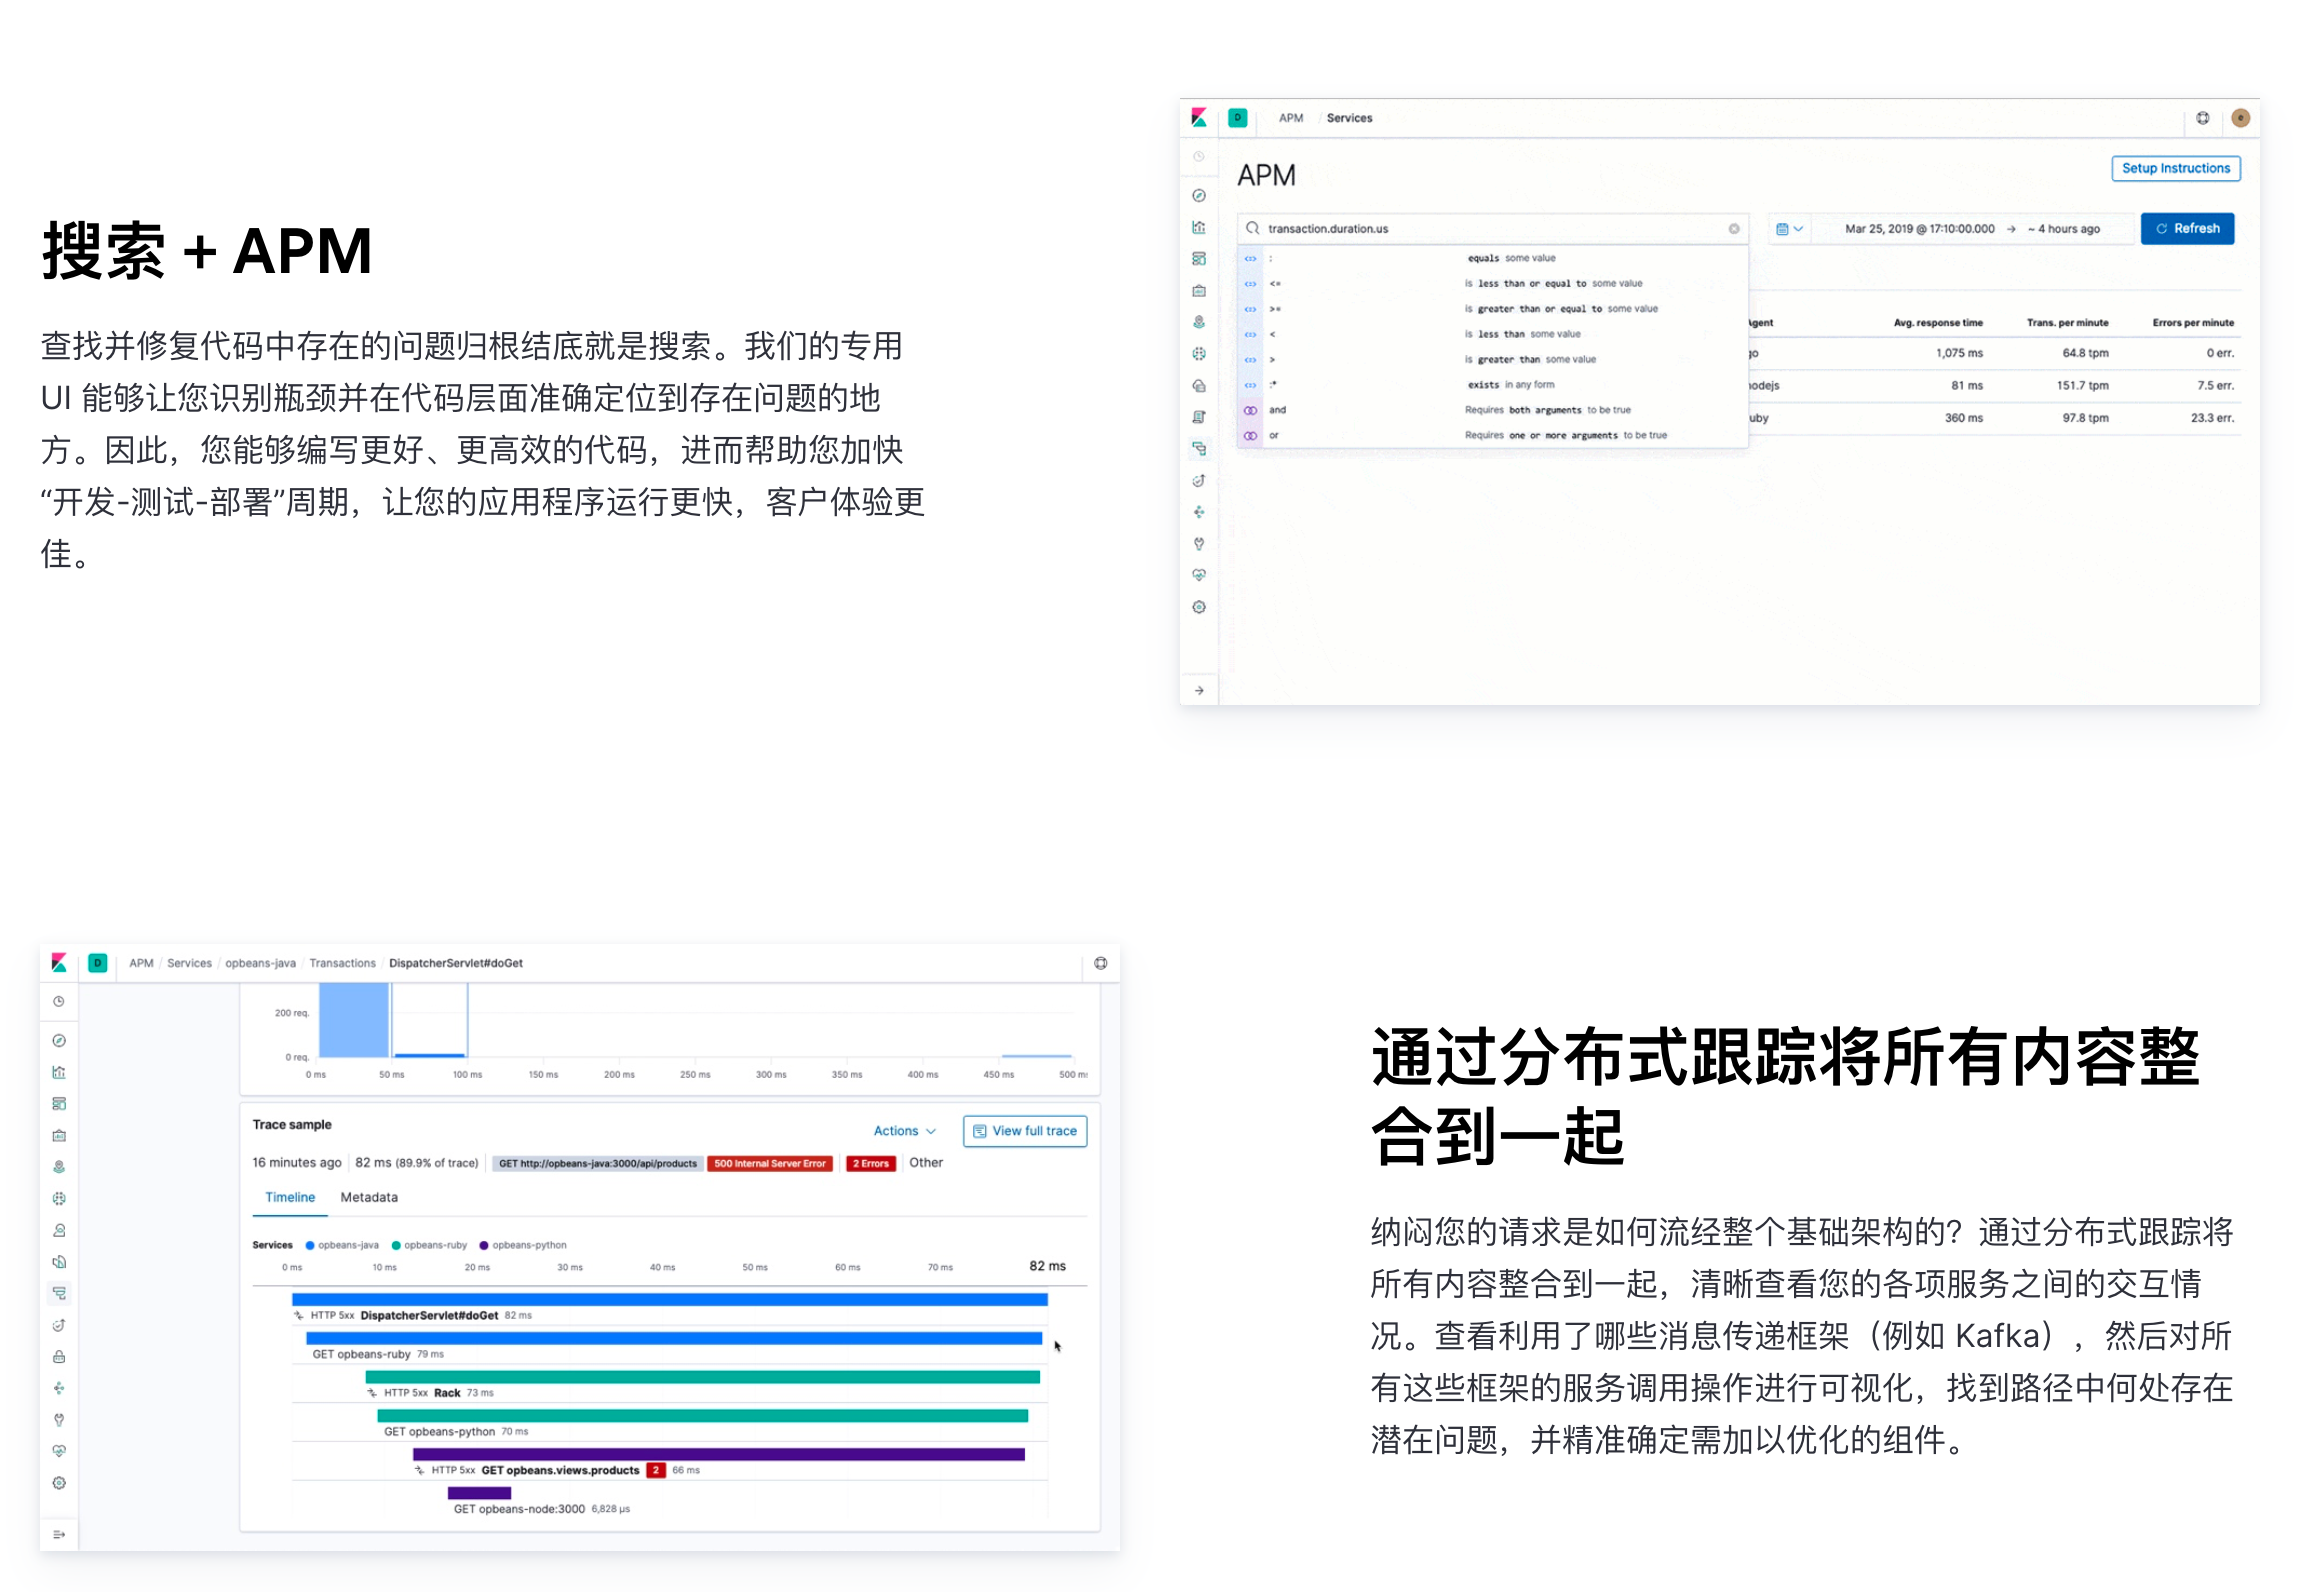 搜索 + APM
查找并修复代码中存在的问题归根结底就是搜索。我们的专用
UI 能够让您识别瓶颈并在代码层面准确定位到存在问题的地
方。因此，您能够编写更好、更高效的代码，进而帮助您加快
“开发-测试-部署”周期，让您的应用程序运行更快，客户体验更
佳。
D APM / Services e
APM
Setup Instructions
transaction.duration.us
Mar 25, 2019 @ 17:10:00.000 → ~ 4 hours ago Refresh
: equals some value
<= is less than or equal to some value
>= is greater than or equal to some value
< is less than some value
> is greater than some value
:* exists in any form
and Requires both arguments to be true
or Requires one or more arguments to be true
Agent Avg. response time Trans. per minute Errors per minute
go 1,075 ms 64.8 tpm 0 err.
nodejs 81 ms 151.7 tpm 7.5 err.
uby 360 ms 97.8 tpm 23.3 err.
D APM / Services / opbeans-java / Transactions / DispatcherServlet#doGet
200 req.
0 req.
0 ms 50 ms 100 ms 150 ms 200 ms 250 ms 300 ms 350 ms 400 ms 450 ms 500 ms
Trace sample
Actions View full trace
16 minutes ago 82 ms (89.9% of trace) GET http://opbeans-java:3000/api/products 500 Internal Server Error 2 Errors Other
Timeline Metadata
Services opbeans-java opbeans-ruby opbeans-python
0 ms 10 ms 20 ms 30 ms 40 ms 50 ms 60 ms 70 ms 82 ms
HTTP 5xx DispatcherServlet#doGet 82 ms
GET opbeans-ruby 79 ms
HTTP 5xx Rack 73 ms
GET opbeans-python 70 ms
HTTP 5xx GET opbeans.views.products 2 66 ms
GET opbeans-node:3000 6,828 μs
通过分布式跟踪将所有内容整
合到一起
纳闷您的请求是如何流经整个基础架构的？通过分布式跟踪将
所有内容整合到一起，清晰查看您的各项服务之间的交互情
况。查看利用了哪些消息传递框架（例如 Kafka），然后对所
有这些框架的服务调用操作进行可视化，找到路径中何处存在
潜在问题，并精准确定需加以优化的组件。